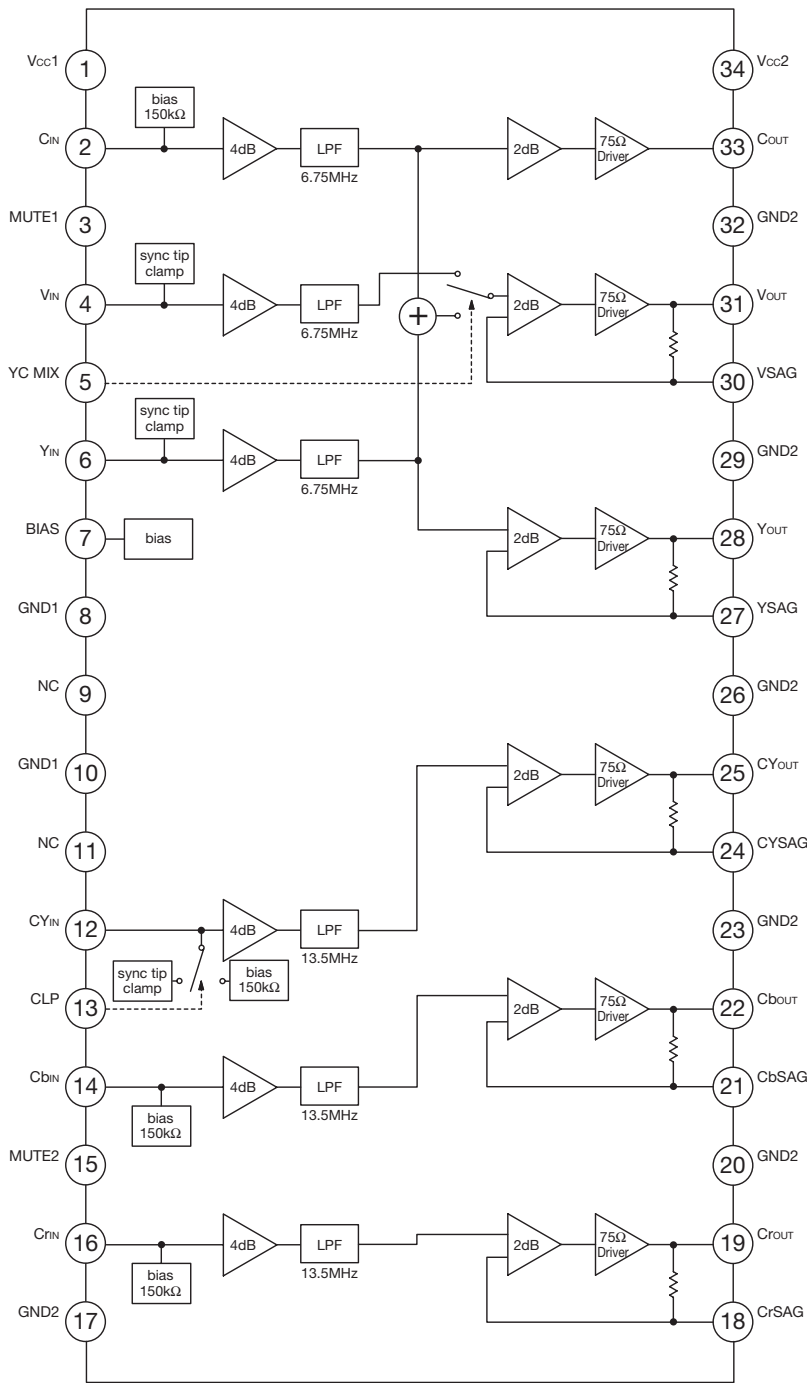 VCC1
1
34
VCC2
bias
150kΩ
CIN
2
4dB
LPF
6.75MHz
2dB
75Ω
Driver
33
COUT
MUTE1
3
32
GND2
sync tip
clamp
VIN
4
4dB
LPF
6.75MHz
+
2dB
75Ω
Driver
31
VOUT
YC MIX
5
30
VSAG
sync tip
clamp
YIN
6
4dB
LPF
6.75MHz
29
GND2
BIAS
7
bias
2dB
75Ω
Driver
28
YOUT
GND1
8
27
YSAG
NC
9
26
GND2
GND1
10
2dB
75Ω
Driver
25
CYOUT
NC
11
24
CYSAG
CYIN
12
4dB
LPF
13.5MHz
23
GND2
sync tip
clamp
bias
150kΩ
CLP
13
2dB
75Ω
Driver
22
CbOUT
CbIN
14
4dB
LPF
13.5MHz
21
CbSAG
bias
150kΩ
MUTE2
15
20
GND2
CrIN
16
4dB
LPF
13.5MHz
2dB
75Ω
Driver
19
CrOUT
bias
150kΩ
GND2
17
18
CrSAG